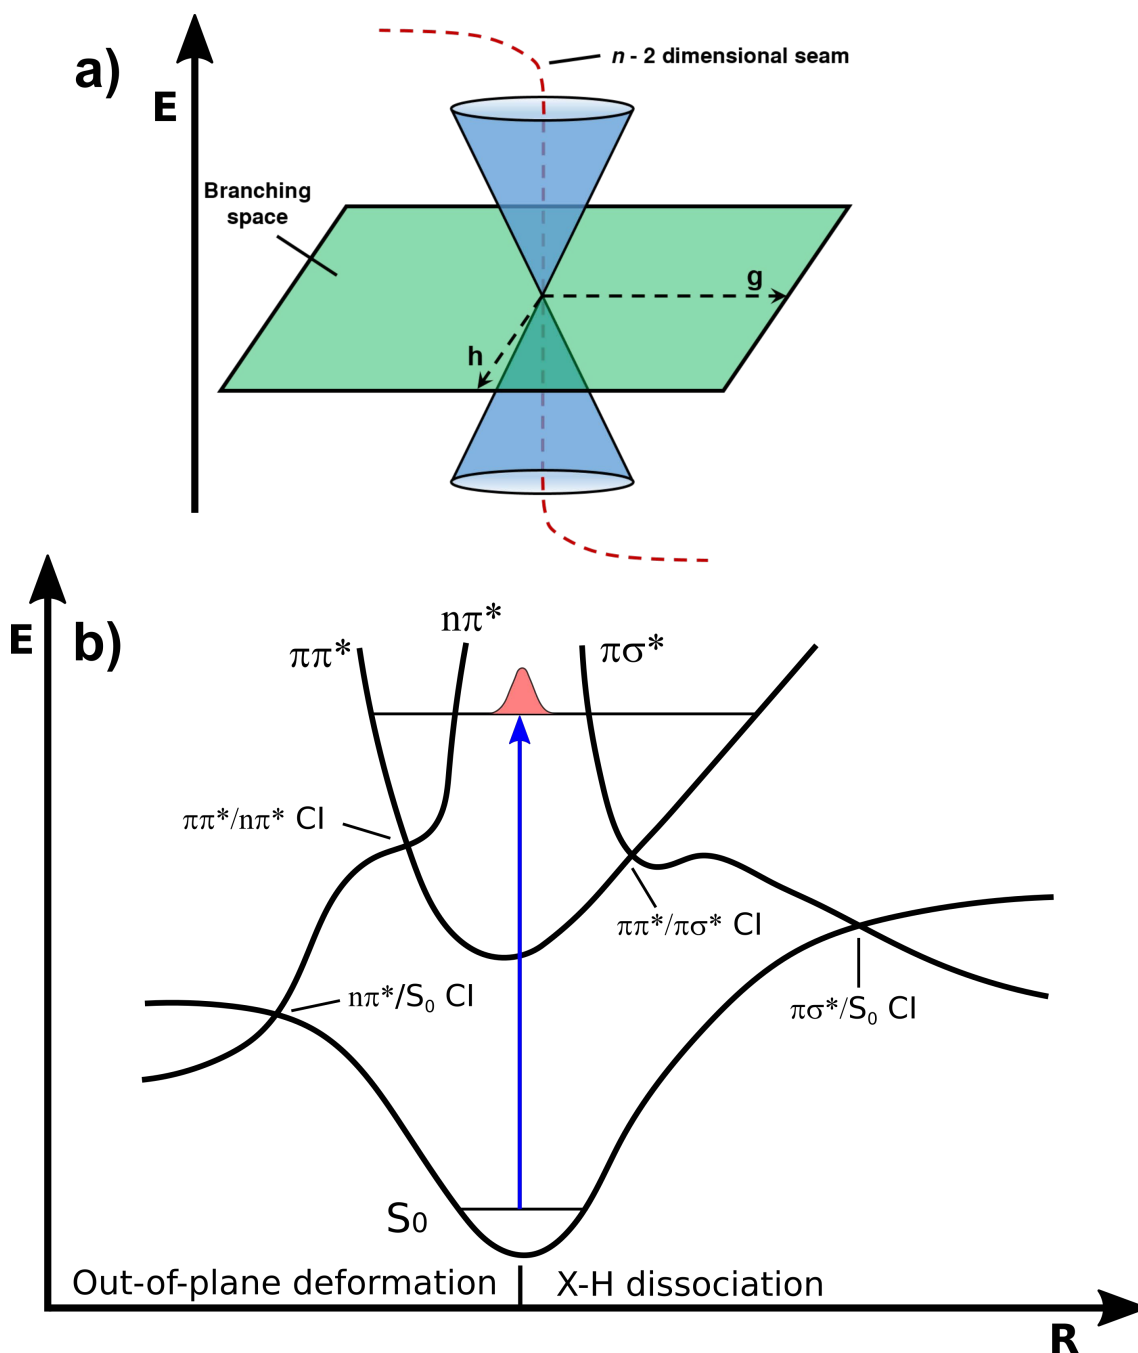 a)
E
n - 2 dimensional seam
Branching
space
g
h
E
b)
nπ*
ππ*
πσ*
ππ*/nπ* CI
ππ*/πσ* CI
nπ*/S₀ CI
πσ*/S₀ CI
S₀
Out-of-plane deformation
X-H dissociation
R